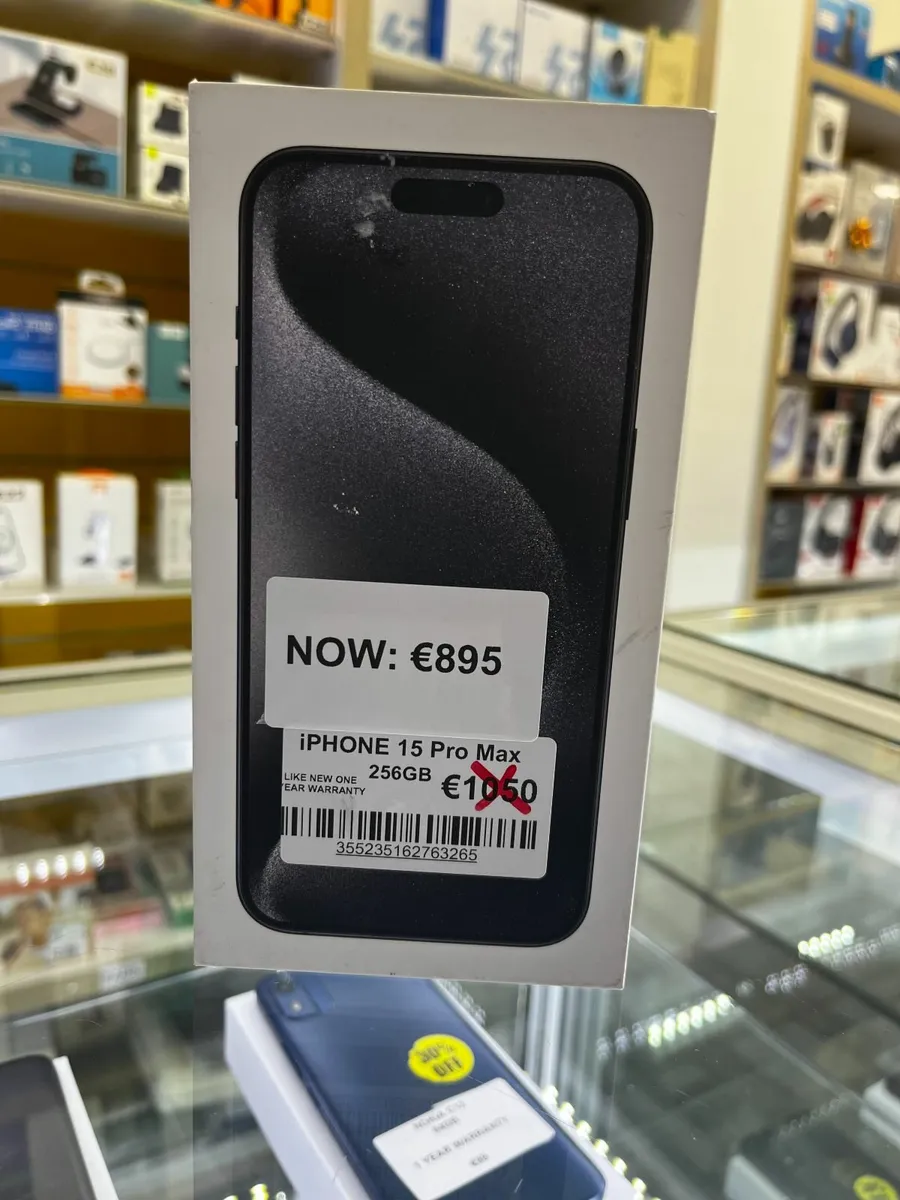 NOW: €895
iPHONE 15 Pro Max
LIKE NEW ONE
YEAR WARRANTY
256GB
€1050
355235162763265
30% OFF
1 YEAR WARRANTY